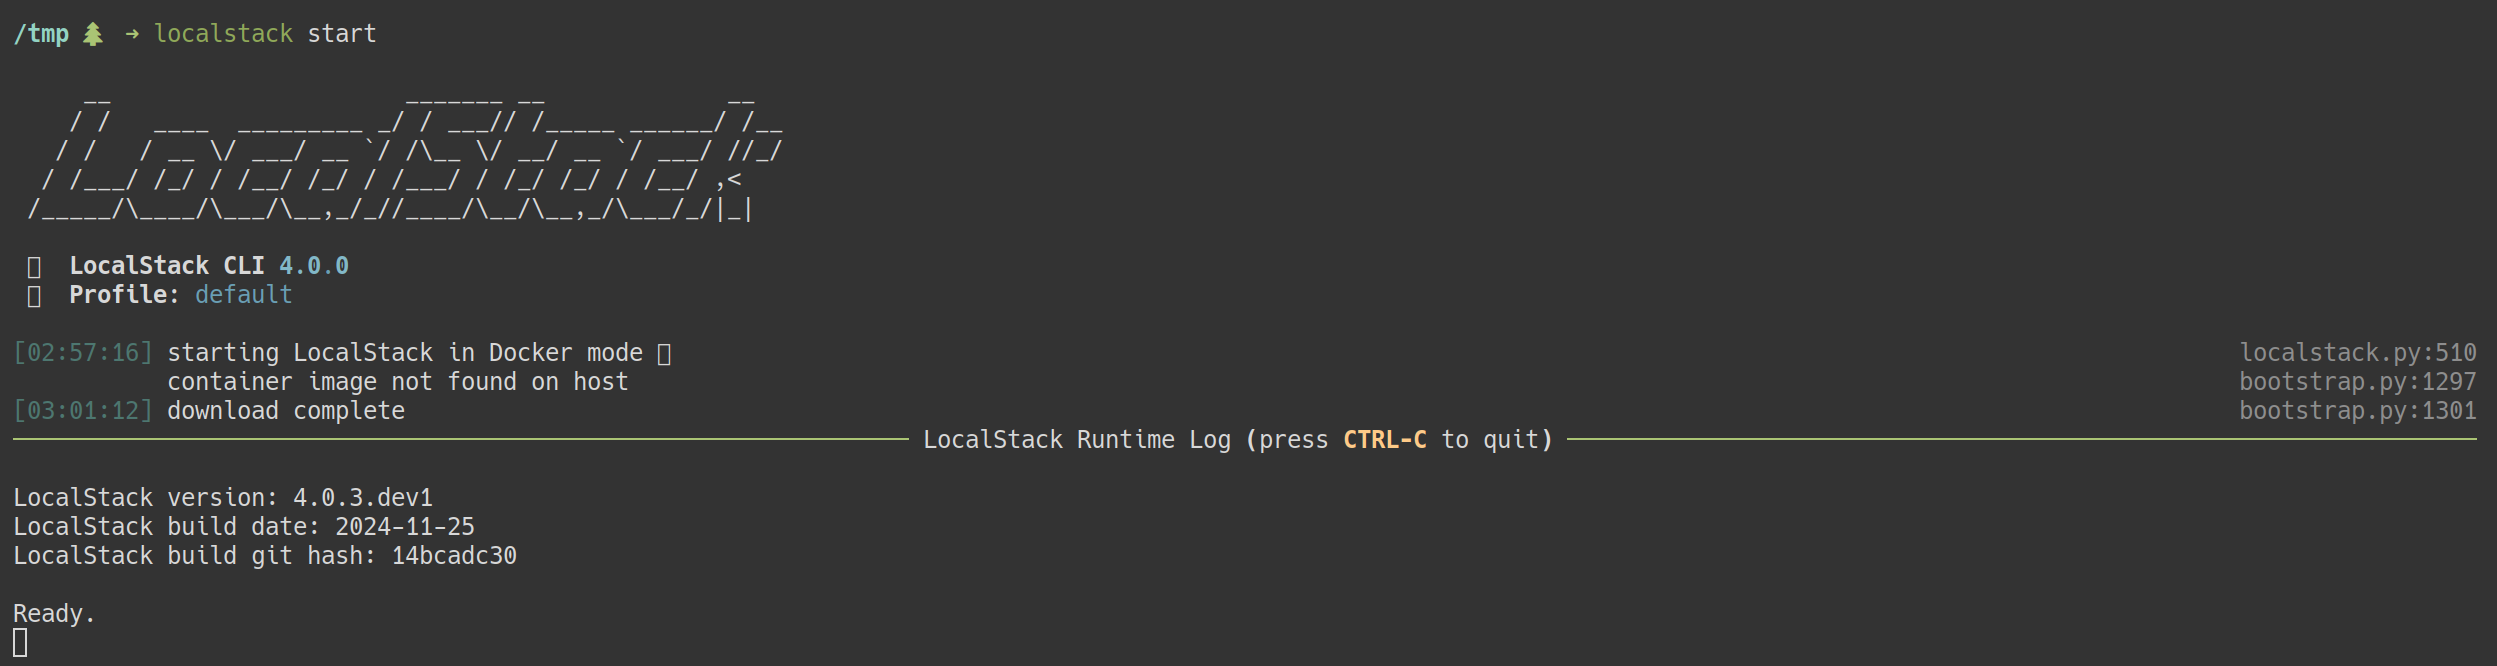 /tmp 🌲 → localstack start
     __                     _______ __             __
    / /   ____  _________ _/ / ___// /_____ ______/ /__
   / /   / __ \/ ___/ __ `/ /\__ \/ __/ __ `/ ___/ //_/
  / /___/ /_/ / /__/ /_/ / /___/ / /_/ /_/ / /__/ ,<
 /_____/\____/\___/\__,_/_//____/\__/\__,_/\___/_/|_|
LocalStack CLI 4.0.0
Profile: default
[02:57:16] starting LocalStack in Docker mode localstack.py:510
container image not found on host bootstrap.py:1297
[03:01:12] download complete bootstrap.py:1301
LocalStack Runtime Log (press CTRL-C to quit)
LocalStack version: 4.0.3.dev1
LocalStack build date: 2024-11-25
LocalStack build git hash: 14bcadc30
Ready.